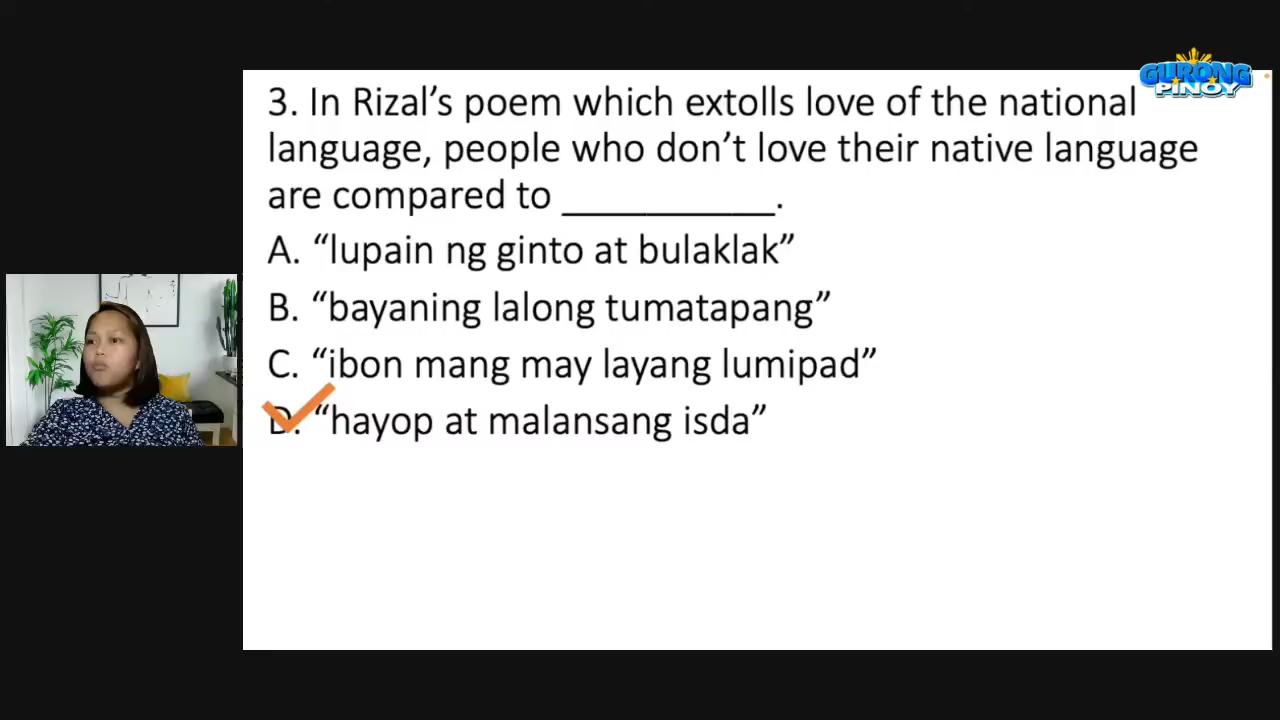 GURONG
PINOY
3. In Rizal’s poem which extolls love of the national
language, people who don’t love their native language
are compared to __________.
A. “lupain ng ginto at bulaklak”
B. “bayaning lalong tumatapang”
C. “ibon mang may layang lumipad”
D. “hayop at malansang isda”